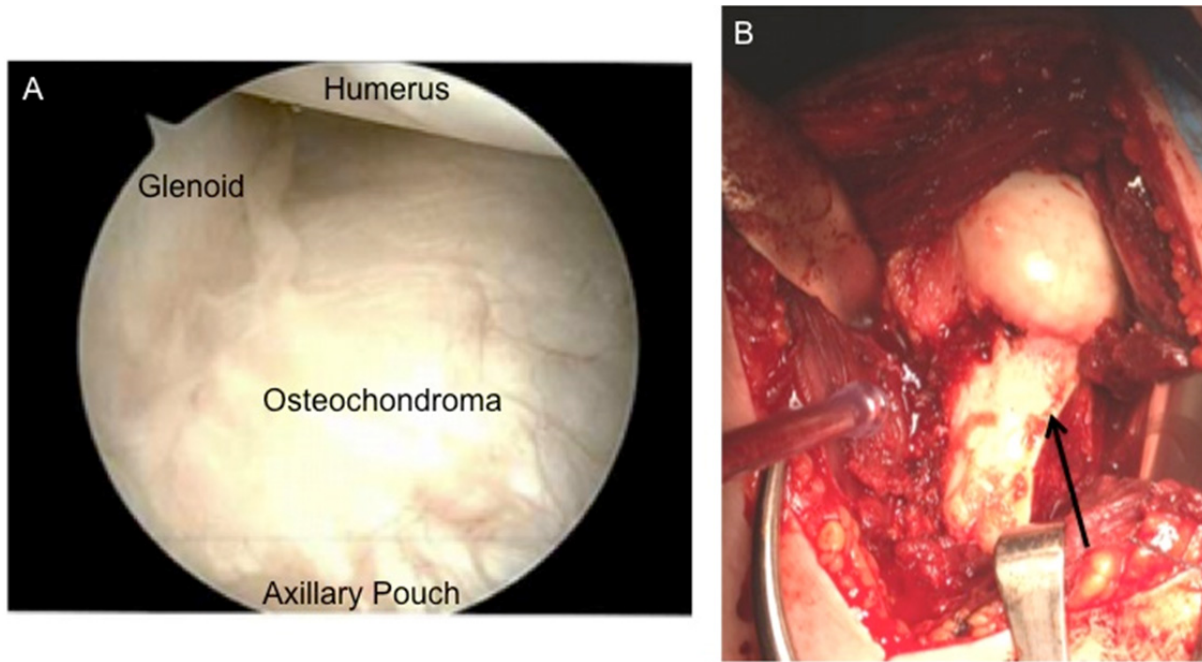 A
Humerus
Glenoid
Osteochondroma
Axillary Pouch
B